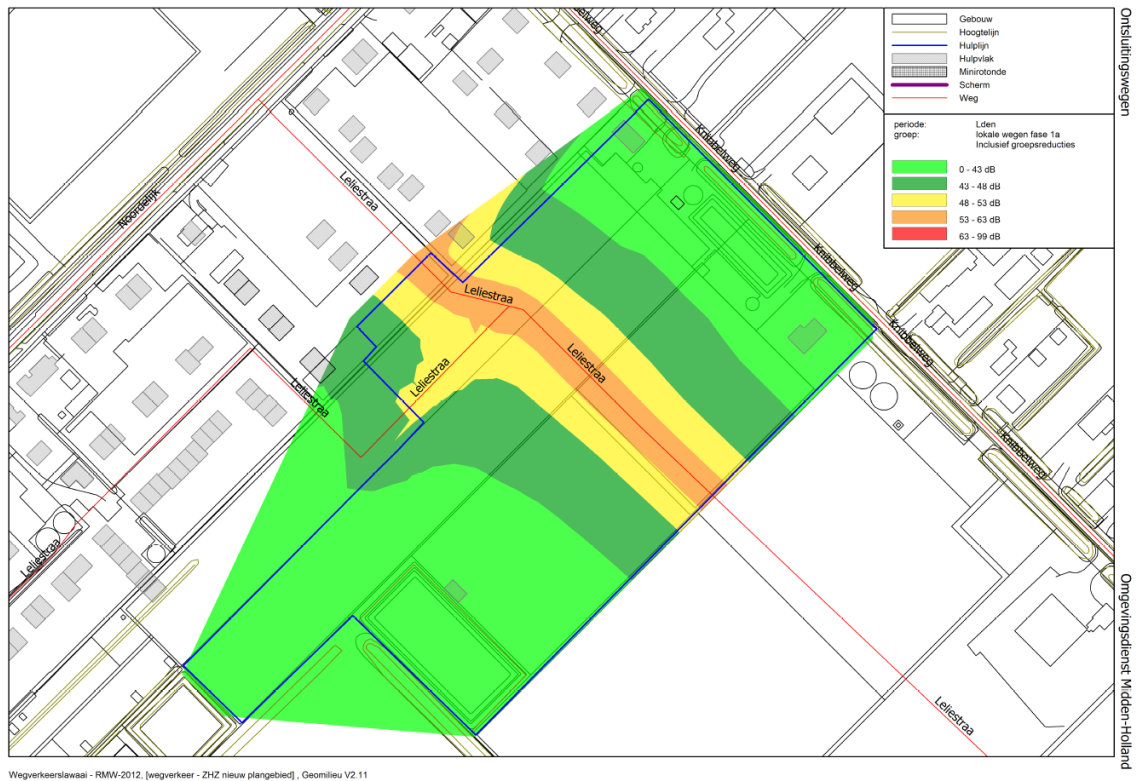 elweg
Ontsluitingswegen
Gebouw
Hoogtelijn
Hulplijn
Hulpvlak
Minirotonde
Scherm
Weg
periode: Lden
groep: lokale wegen fase 1a
Inclusief groepsreducties
0 - 43 dB
43 - 48 dB
48 - 53 dB
53 - 63 dB
63 - 99 dB
Knibbelweg
Leliestraa
Noordelijk
Knibbelweg
Leliestraa
Knibbelweg
Leliestraa
Leliestraa
Leliestraa
Knibbelweg
Leliestraa
Leliestraa
Omgevingsdienst Midden-Holland
Wegverkeerslawaai - RMW-2012, [wegverkeer - ZHZ nieuw plangebied] , Geomilieu V2.11